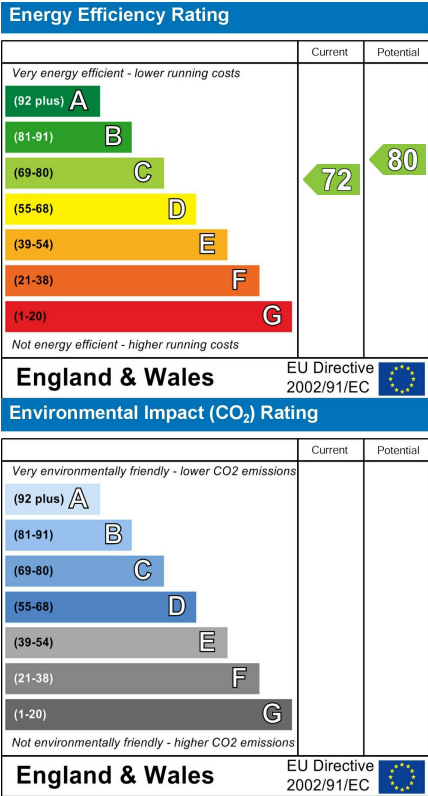 Energy Efficiency Rating
Current Potential
Very energy efficient - lower running costs
(92 plus) A
(81-91) B
(69-80) C
(55-68) D
(39-54) E
(21-38) F
(1-20) G
72
80
Not energy efficient - higher running costs
England & Wales
EU Directive
2002/91/EC
Environmental Impact (CO₂) Rating
Current Potential
Very environmentally friendly - lower CO2 emissions
(92 plus) A
(81-91) B
(69-80) C
(55-68) D
(39-54) E
(21-38) F
(1-20) G
Not environmentally friendly - higher CO2 emissions
England & Wales
EU Directive
2002/91/EC